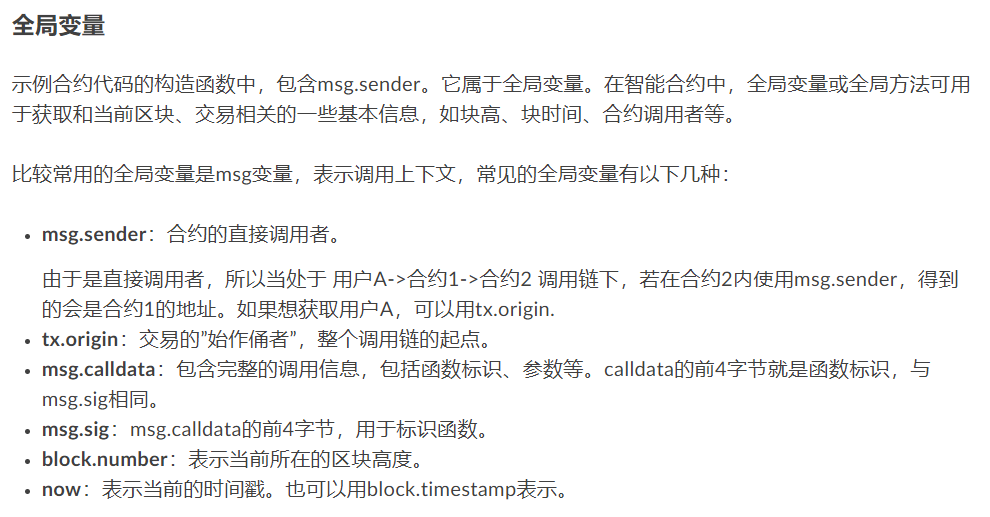 全局变量
示例合约代码的构造函数中，包含msg.sender。它属于全局变量。在智能合约中，全局变量或全局方法可用
于获取和当前区块、交易相关的一些基本信息，如块高、块时间、合约调用者等。
比较常用的全局变量是msg变量，表示调用上下文，常见的全局变量有以下几种：
• msg.sender：合约的直接调用者。
由于是直接调用者，所以当处于 用户A->合约1->合约2 调用链下，若在合约2内使用msg.sender，得到
的会是合约1的地址。如果想获取用户A，可以用tx.origin.
• tx.origin：交易的”始作俑者”，整个调用链的起点。
• msg.calldata：包含完整的调用信息，包括函数标识、参数等。calldata的前4字节就是函数标识，与
msg.sig相同。
• msg.sig：msg.calldata的前4字节，用于标识函数。
• block.number：表示当前所在的区块高度。
• now：表示当前的时间戳。也可以用block.timestamp表示。